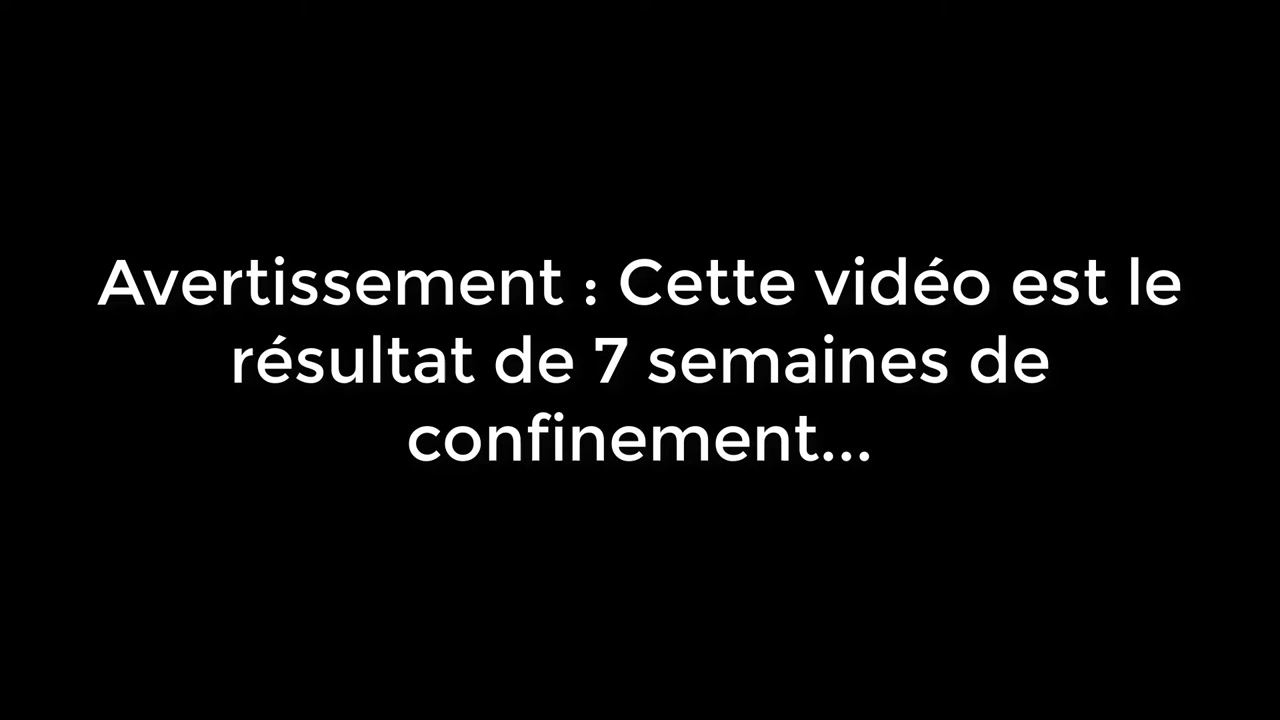 Avertissement : Cette vidéo est le
résultat de 7 semaines de
confinement...